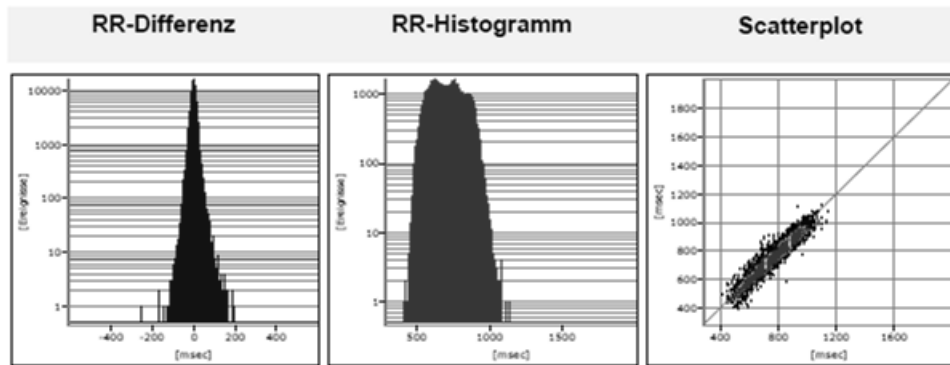 RR-Differenz RR-Histogramm Scatterplot
[Ereignisse]
10000
1000
100
10
1
-400 -200 0 200 400
[msec]
[Ereignisse]
1000
100
10
1
500 1000 1500
[msec]
[msec]
1800
1600
1400
1200
1000
800
600
400
400 800 1200 1600
[msec]